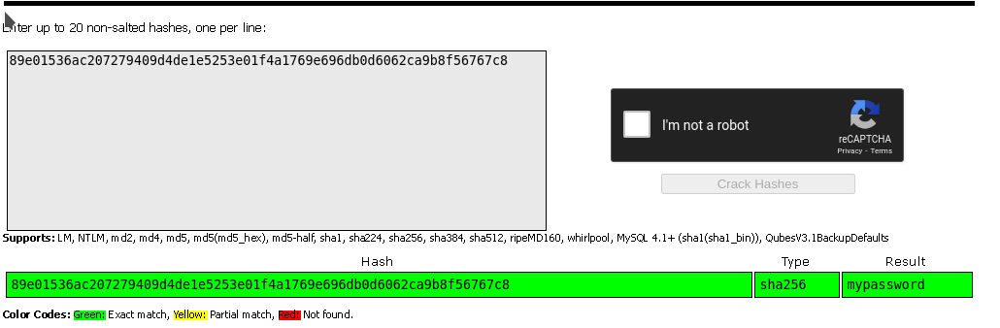 Enter up to 20 non-salted hashes, one per line:
89e01536ac207279409d4de1e5253e01f4a1769e696db0d6062ca9b8f56767c8
I'm not a robot
reCAPTCHA
Privacy - Terms
Crack Hashes
Supports: LM, NTLM, md2, md4, md5, md5(md5_hex), md5-half, sha1, sha224, sha256, sha384, sha512, ripeMD160, whirlpool, MySQL 4.1+ (sha1(sha1_bin)), QubesV3.1BackupDefaults
Hash Type Result
89e01536ac207279409d4de1e5253e01f4a1769e696db0d6062ca9b8f56767c8 sha256 mypassword
Color Codes: Green: Exact match, Yellow: Partial match, Red: Not found.